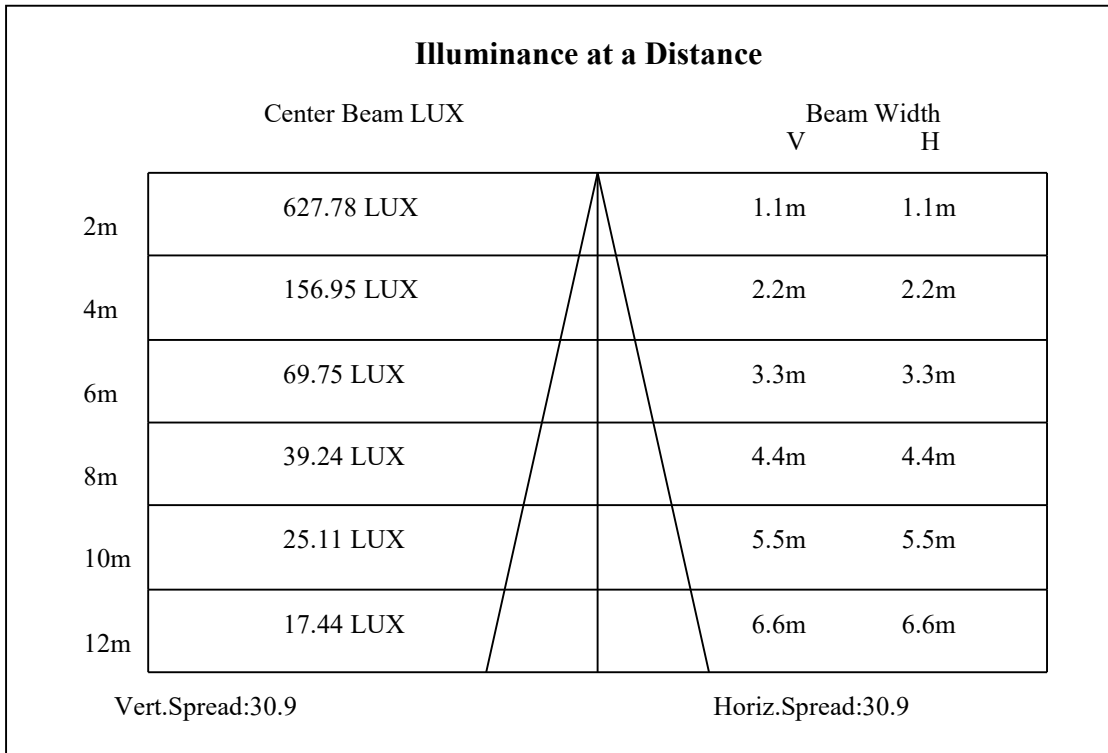 Illuminance at a Distance
Center Beam LUX Beam Width
V H
2m 627.78 LUX 1.1m 1.1m
4m 156.95 LUX 2.2m 2.2m
6m 69.75 LUX 3.3m 3.3m
8m 39.24 LUX 4.4m 4.4m
10m 25.11 LUX 5.5m 5.5m
12m 17.44 LUX 6.6m 6.6m
Vert.Spread:30.9 Horiz.Spread:30.9